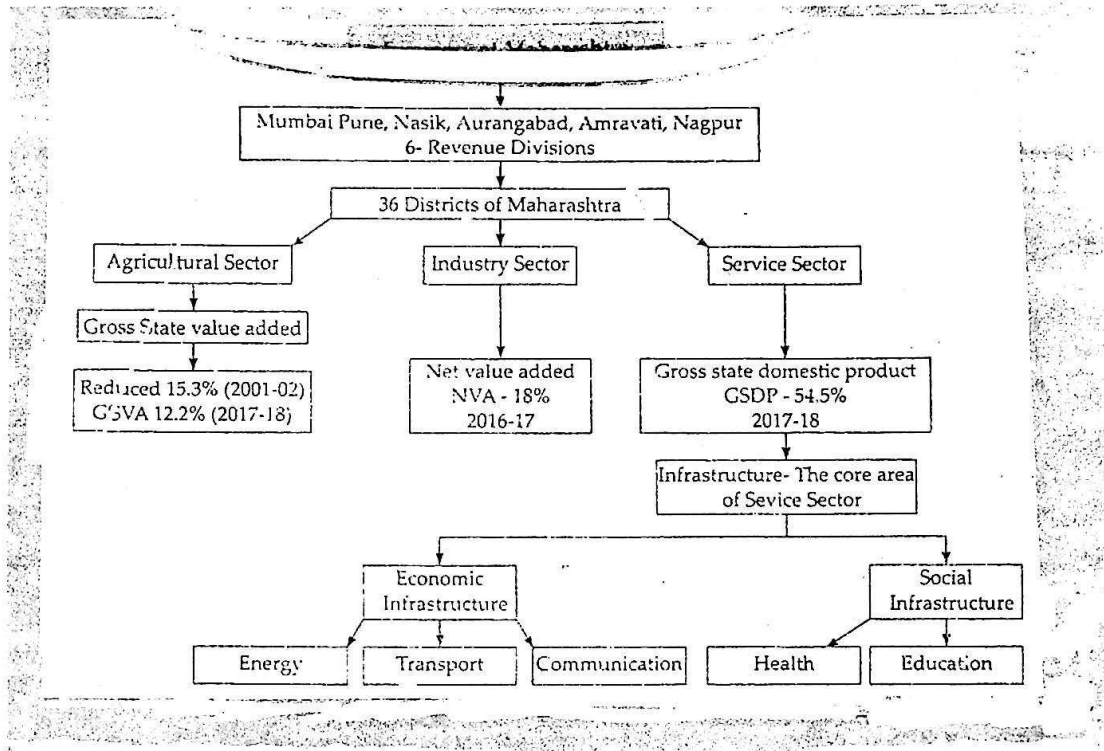 Mumbai Pune, Nasik, Aurangabad, Amravati, Nagpur
6- Revenue Divisions
36 Districts of Maharashtra
Agricultural Sector
Industry Sector
Service Sector
Gross State value added
Reduced 15.3% (2001-02)
GSVA 12.2% (2017-18)
Net value added
NVA - 18%
2016-17
Gross state domestic product
GSDP - 54.5%
2017-18
Infrastructure- The core area
of Sevice Sector
Economic
Infrastructure
Social
Infrastructure
Energy
Transport
Communication
Health
Education